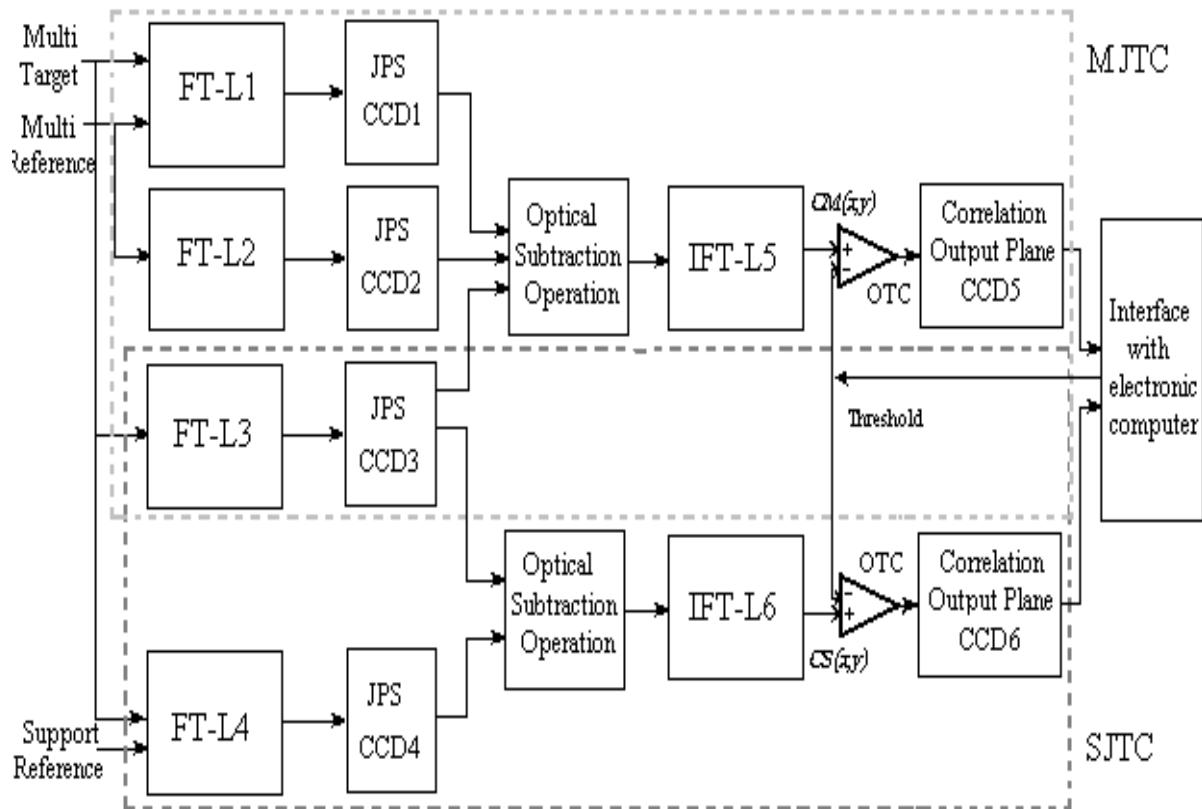 Multi
Target
Multi
Reference
FT-L1
JPS
CCD1
MJTC
FT-L2
JPS
CCD2
Optical
Subtraction
Operation
IFT-L5
CM(x,y)
+
−
OTC
Correlation
Output Plane
CCD5
Interface
with
electronic
computer
FT-L3
JPS
CCD3
Threshold
Optical
Subtraction
Operation
IFT-L6
OTC
−
+
CS(x,y)
Correlation
Output Plane
CCD6
Support
Reference
FT-L4
JPS
CCD4
SJTC